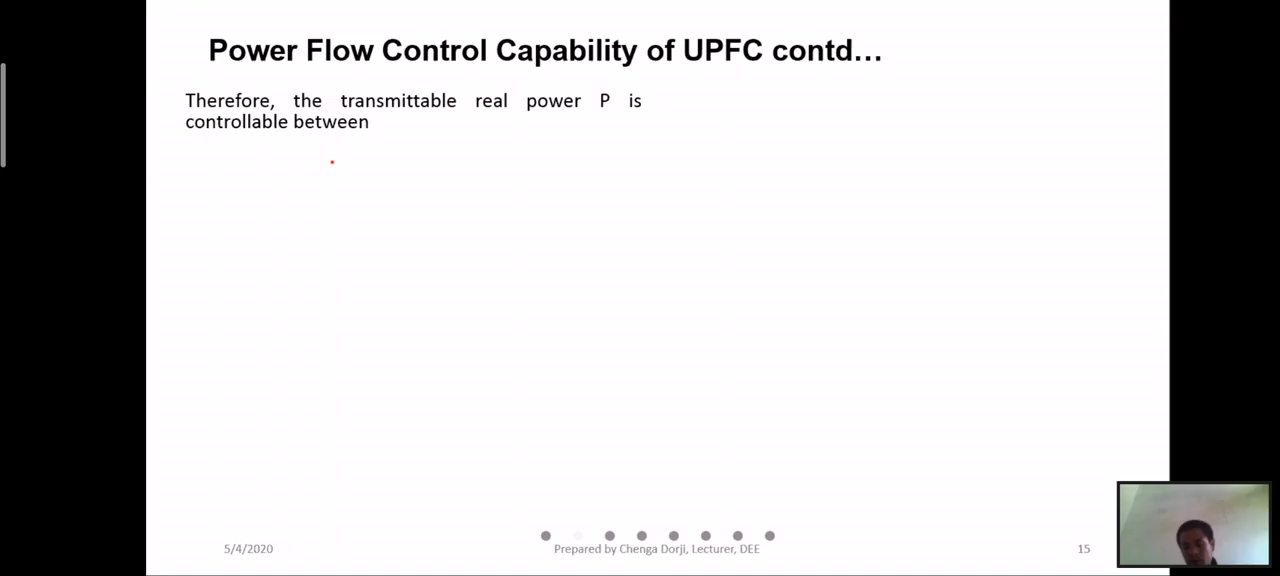 Power Flow Control Capability of UPFC contd...
Therefore, the transmittable real power P is
controllable between
5/4/2020
Prepared by Chenga Dorji, Lecturer, DEE
15